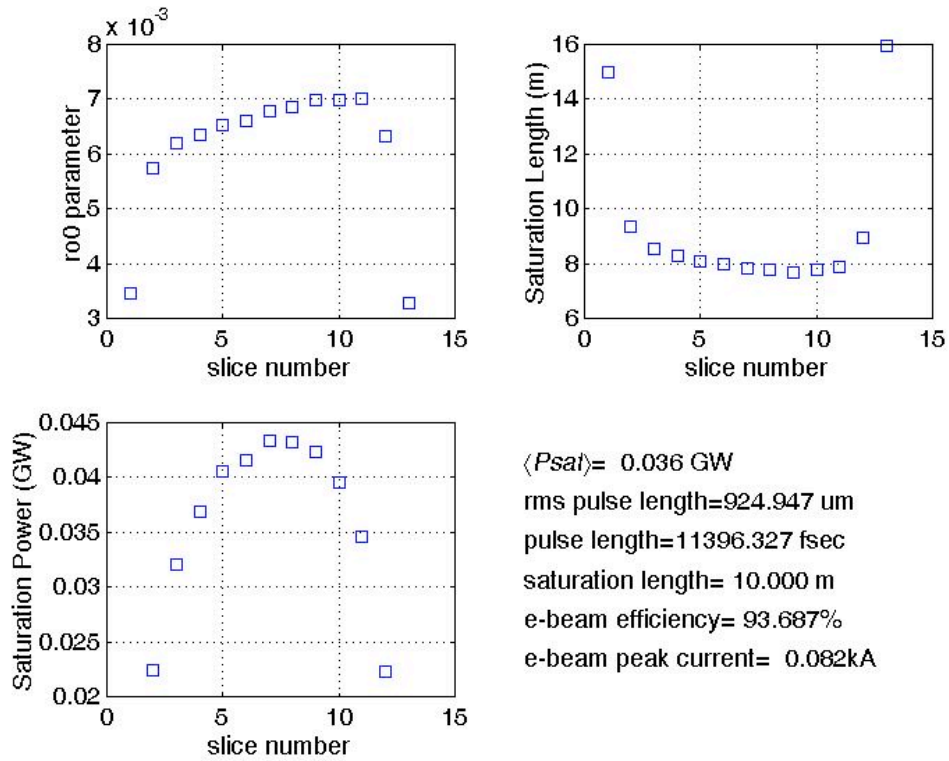 x 10⁻³
8
7
6
5
4
3
0 5 10 15
ro0 parameter
slice number
16
14
12
10
8
6
0 5 10 15
Saturation Length (m)
slice number
0.045
0.04
0.035
0.03
0.025
0.02
0 5 10 15
Saturation Power (GW)
slice number
⟨Psat⟩= 0.036 GW
rms pulse length=924.947 um
pulse length=11396.327 fsec
saturation length= 10.000 m
e-beam efficiency= 93.687%
e-beam peak current= 0.082kA